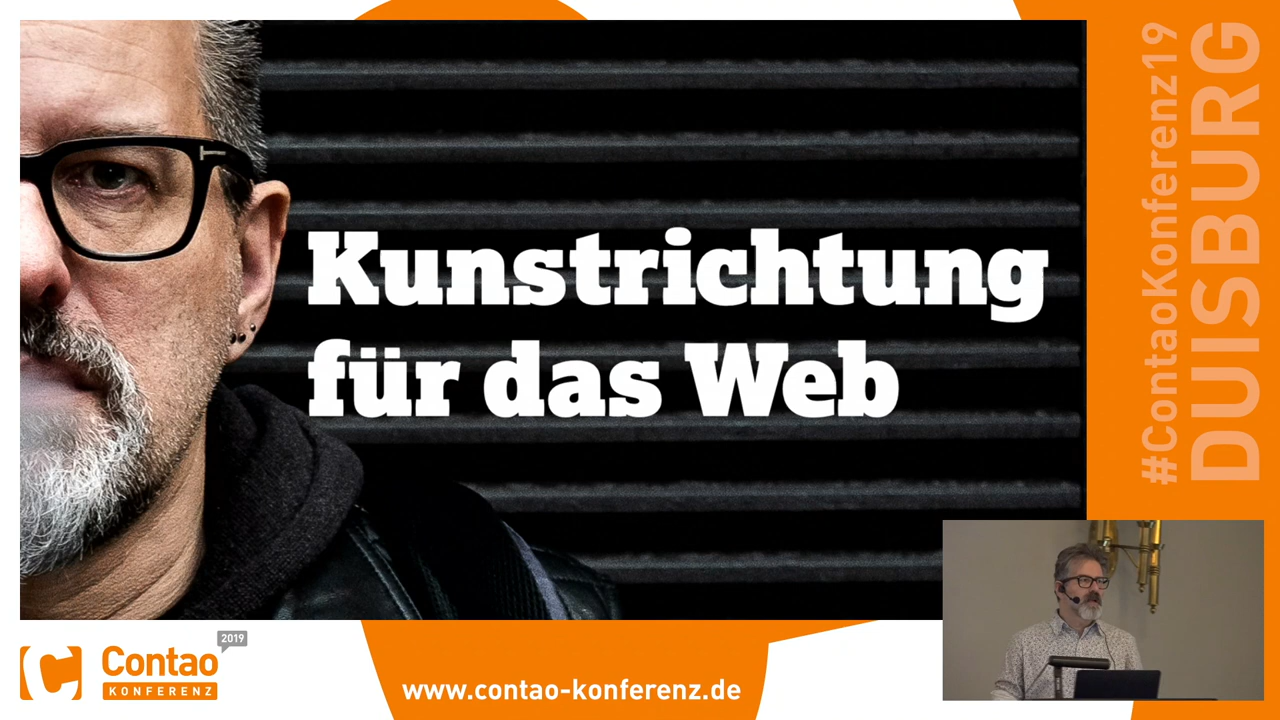 Kunstrichtung
für das Web
#ContaoKonferenz19
DUISBURG
Contao
2019
KONFERENZ
www.contao-konferenz.de